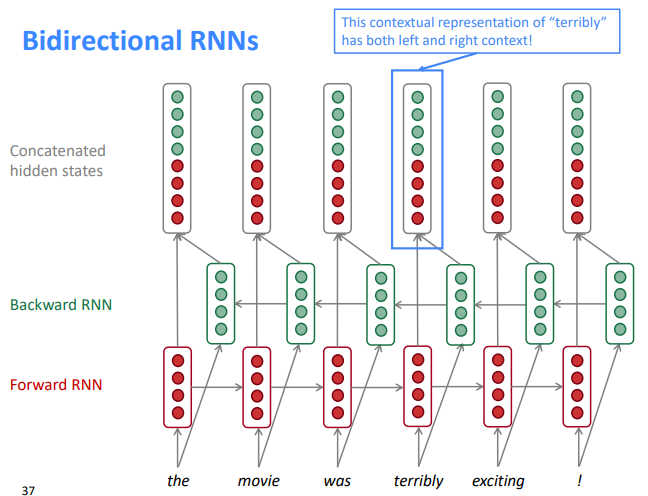 Bidirectional RNNs
This contextual representation of “terribly”
has both left and right context!
Concatenated
hidden states
Backward RNN
Forward RNN
the movie was terribly exciting !
37